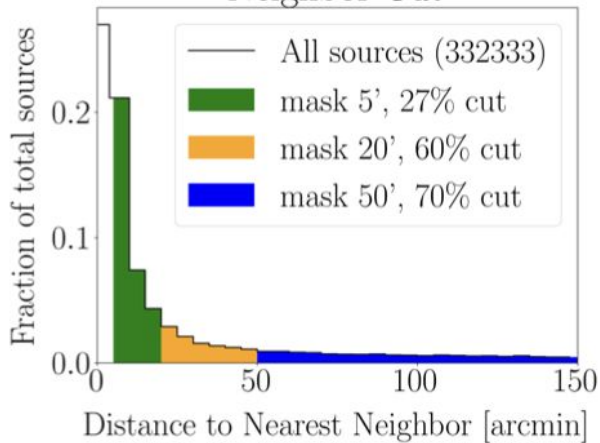 All sources (332333)
mask 5', 27% cut
mask 20', 60% cut
mask 50', 70% cut
Fraction of total sources
0.2
0.1
0.0
0
50
100
150
Distance to Nearest Neighbor [arcmin]